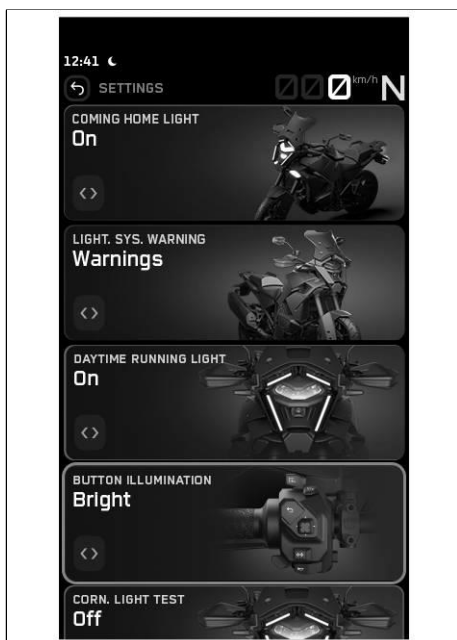 12:41
SETTINGS
000 km/h N
COMING HOME LIGHT
On
LIGHT. SYS. WARNING
Warnings
DAYTIME RUNNING LIGHT
On
BUTTON ILLUMINATION
Bright
CORN. LIGHT TEST
Off